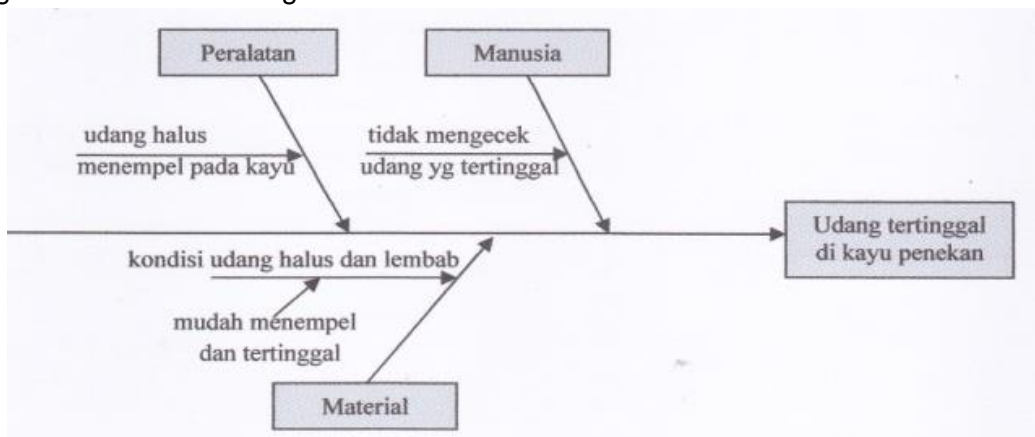 Peralatan
Manusia
udang halus
menempel pada kayu
tidak mengecek
udang yg tertinggal
Udang tertinggal
di kayu penekan
kondisi udang halus dan lembab
mudah menempel
dan tertinggal
Material